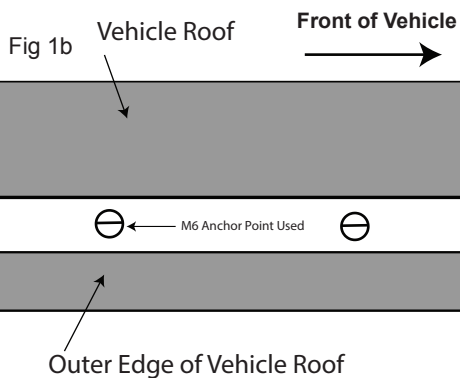 Front of Vehicle
Vehicle Roof
Fig 1b
M6 Anchor Point Used
Outer Edge of Vehicle Roof